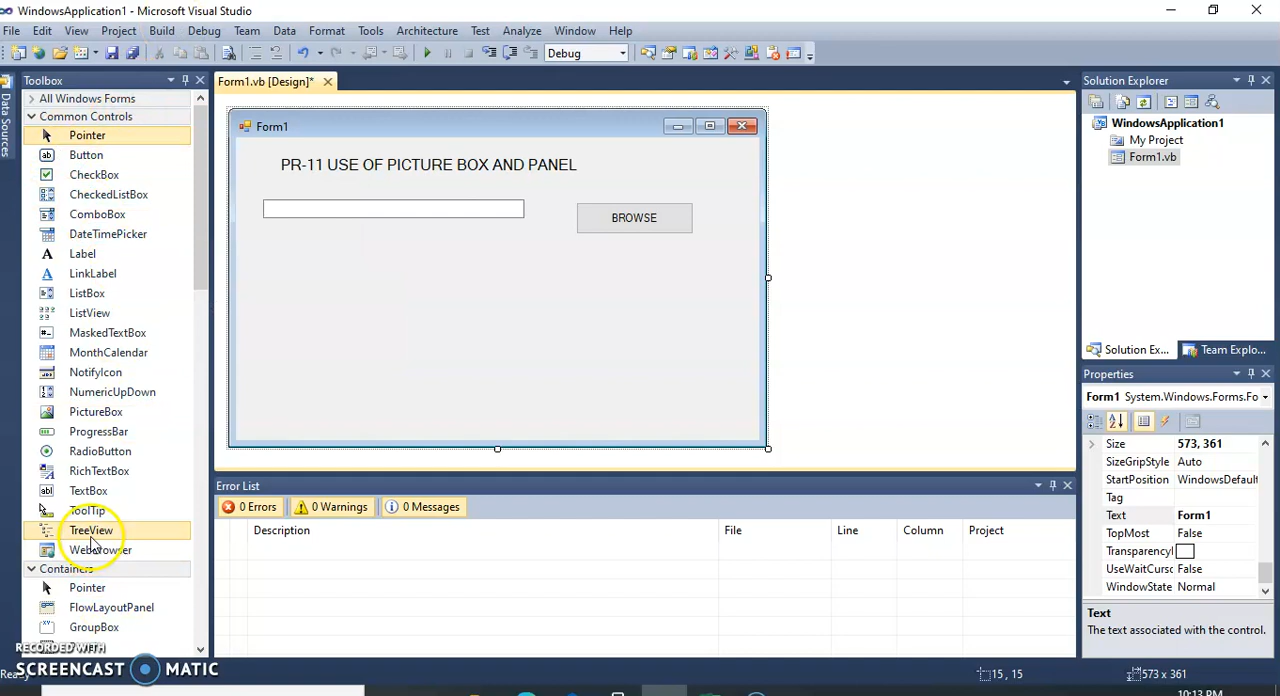 WindowsApplication1 - Microsoft Visual Studio
File Edit View Project Build Debug Team Data Format Tools Architecture Test Analyze Window Help
Debug
Data Sources
Toolbox
All Windows Forms
Common Controls
Pointer
Button
CheckBox
CheckedListBox
ComboBox
DateTimePicker
Label
LinkLabel
ListBox
ListView
MaskedTextBox
MonthCalendar
NotifyIcon
NumericUpDown
PictureBox
ProgressBar
RadioButton
RichTextBox
TextBox
ToolTip
TreeView
WebBrowser
Containers
Pointer
FlowLayoutPanel
GroupBox
Form1.vb [Design]*
Form1
PR-11 USE OF PICTURE BOX AND PANEL
BROWSE
Error List
0 Errors 0 Warnings 0 Messages
Description File Line Column Project
Solution Explorer
WindowsApplication1
My Project
Form1.vb
Solution Ex... Team Explo...
Properties
Form1 System.Windows.Forms.Fo
Size 573, 361
SizeGripStyle Auto
StartPosition WindowsDefault
Tag
Text Form1
TopMost False
Transparencyl
UseWaitCursc False
WindowState Normal
Text
The text associated with the control.
RECORDED WITH
SCREENCAST MATIC
15, 15 573 x 361
10:13 PM